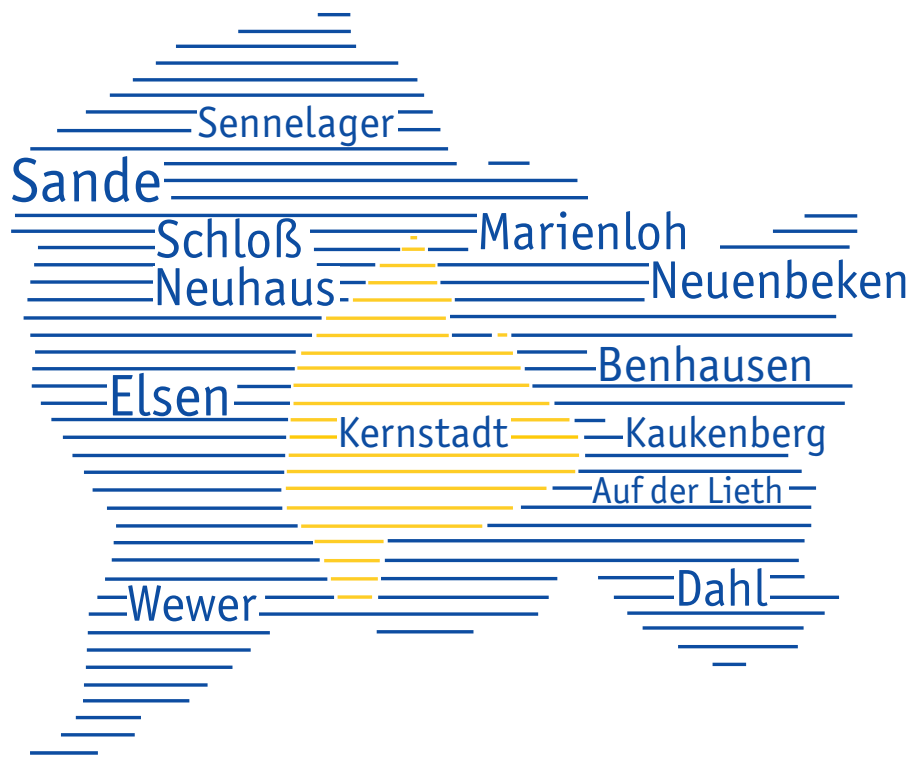 Sennelager
Sande
Schloß
Neuhaus
Marienloh
Neuenbeken
Benhausen
Elsen
Kernstadt
Kaukenberg
Auf der Lieth
Wewer
Dahl